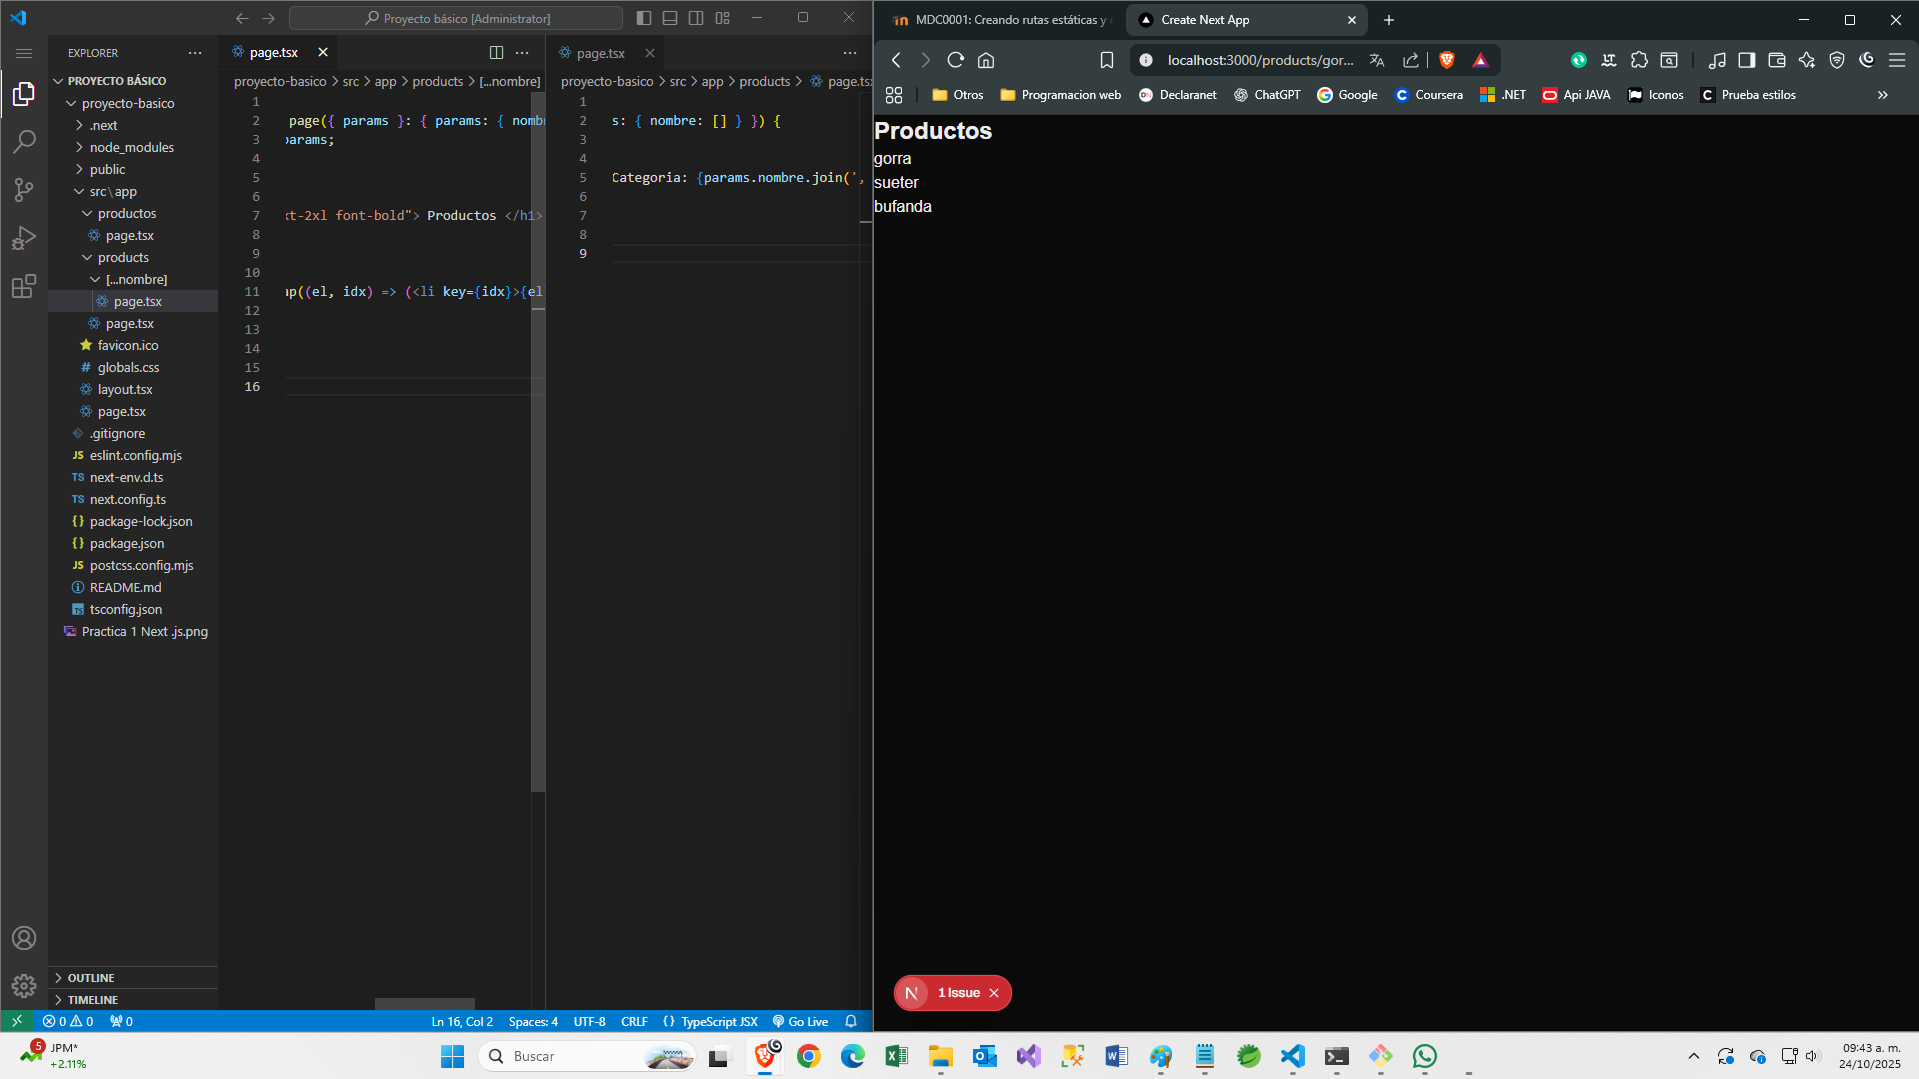 Proyecto básico [Administrator]
EXPLORER
PROYECTO BÁSICO
proyecto-basico
.next
node_modules
public
src\app
productos
page.tsx
products
[...nombre]
page.tsx
page.tsx
favicon.ico
globals.css
layout.tsx
page.tsx
.gitignore
eslint.config.mjs
next-env.d.ts
next.config.ts
package-lock.json
package.json
postcss.config.mjs
README.md
tsconfig.json
Practica 1 Next .js.png
OUTLINE
TIMELINE
page.tsx
proyecto-basico > src > app > products > [...nombre]
1
2 page({ params }: { params: { nomb
3 params;
4
5
6
7 xt-2xl font-bold"> Productos </h1>
8
9
10
11 ap((el, idx) => (<li key={idx}>{el
12
13
14
15
16
page.tsx
proyecto-basico > src > app > products > page.tsx
1
2 s: { nombre: [] } }) {
3
4
5 Categoria: {params.nombre.join(',
6
7
8
9
0 0 0
Ln 16, Col 2 Spaces: 4 UTF-8 CRLF {} TypeScript JSX Go Live
MDC0001: Creando rutas estáticas y
Create Next App
localhost:3000/products/gor...
Otros Programacion web Declaranet ChatGPT Google Coursera .NET Api JAVA Iconos Prueba estilos
Productos
gorra
sueter
bufanda
1 Issue
5 JPM*
+2.11%
Buscar
09:43 a. m.
24/10/2025